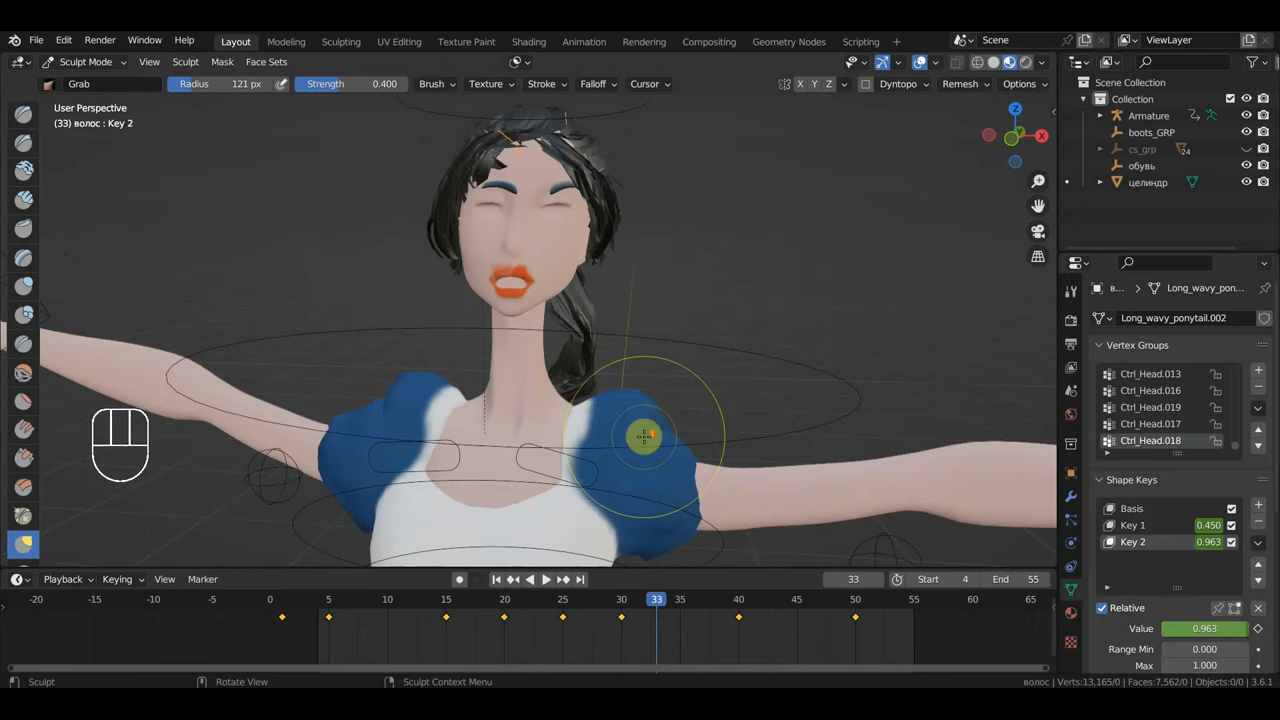 File Edit Render Window Help Layout Modeling Sculpting UV Editing Texture Paint Shading Animation Rendering Compositing Geometry Nodes Scripting + Scene ViewLayer
Sculpt Mode View Sculpt Mask Face Sets
Grab Radius 121 px Strength 0.400 Brush Texture Stroke Falloff Cursor X Y Z Dyntopo Remesh Options
User Perspective
(33) волос : Key 2
Z
X
Y
Scene Collection
Collection
Armature
boots_GRP
cs_grp 24
обувь
целиндр
в... Long_wavy_pon...
Long_wavy_ponytail.002
Vertex Groups
Ctrl_Head.013
Ctrl_Head.016
Ctrl_Head.019
Ctrl_Head.017
Ctrl_Head.018
Shape Keys
Basis
Key 1 0.450
Key 2 0.963
Relative
Value 0.963
Range Min 0.000
Max 1.000
Playback Keying View Marker 33 Start 4 End 55
-20 -15 -10 -5 0 5 10 15 20 25 30 33 35 40 45 50 55 60 65
Sculpt Rotate View Sculpt Context Menu волос | Verts:13,165/0 | Faces:7,562/0 | Objects:0/0 | 3.6.1